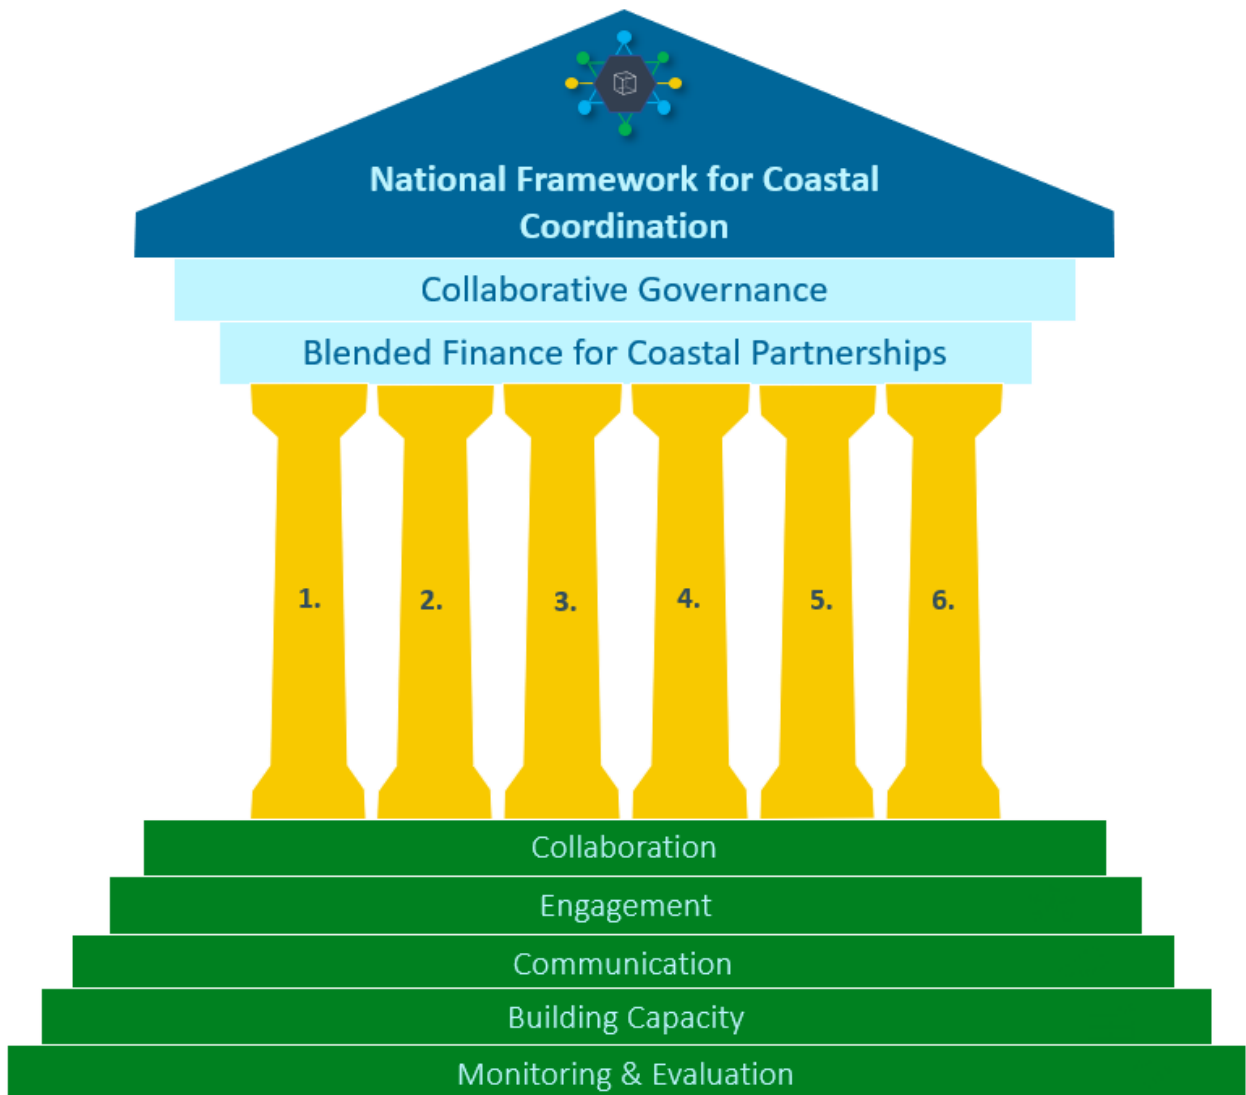 National Framework for Coastal
Coordination
Collaborative Governance
Blended Finance for Coastal Partnerships
1. 2. 3. 4. 5. 6.
Collaboration
Engagement
Communication
Building Capacity
Monitoring & Evaluation